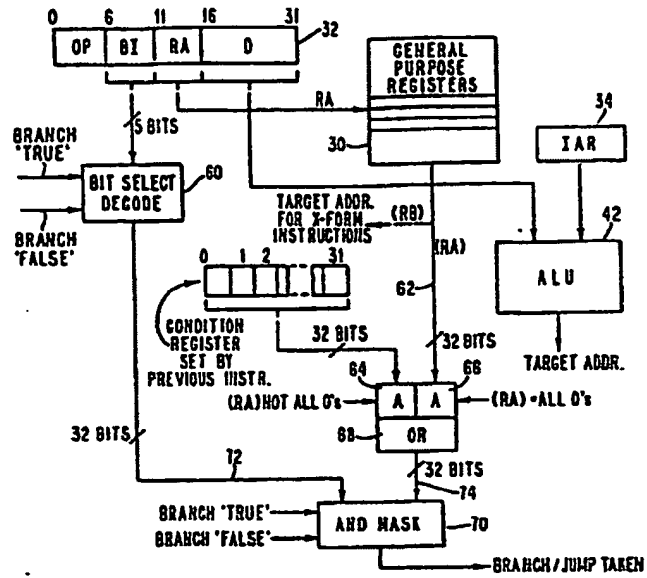 0 6 11 16 31
OP BI RA D
32
GENERAL
PURPOSE
REGISTERS
30
RA
5 BITS
34
IAR
BRANCH
"TRUE"
BIT SELECT
DECODE
60
BRANCH
"FALSE"
TARGET ADDR.
FOR X-FORM
INSTRUCTIONS
(RB)
(RA)
42
ALU
0 1 2 31
62
CONDITION
REGISTER
SET BY
PREVIOUS INSTR.
32 BITS
32 BITS
TARGET ADDR.
64 66
(RA) NOT ALL 0's
A A
(RA) = ALL 0's
68 OR
32 BITS
72
32 BITS
74
BRANCH "TRUE"
BRANCH "FALSE"
AND MASK
70
BRANCH/JUMP TAKEN